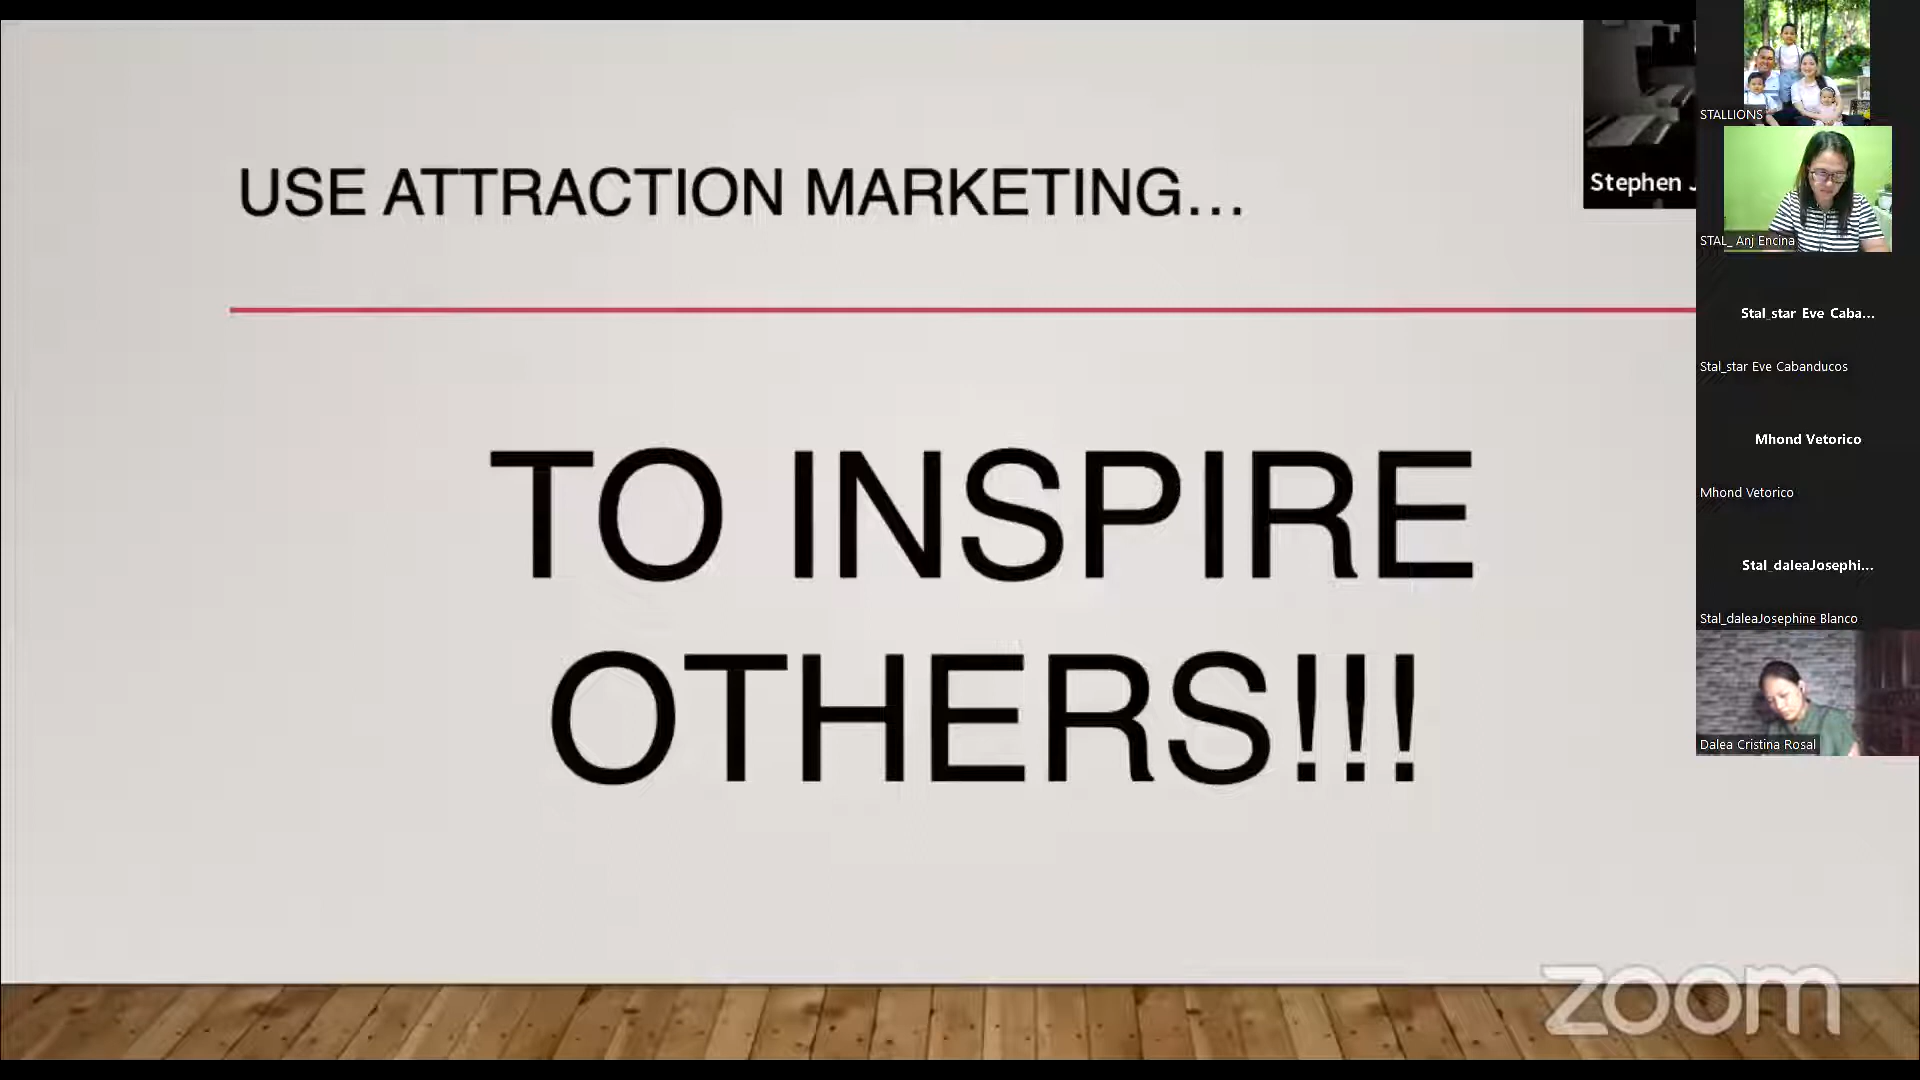 USE ATTRACTION MARKETING...
TO INSPIRE
OTHERS!!!
Stephen J
STALLIONS
STAL_ Anj Encina
Stal_star Eve Caba...
Stal_star Eve Cabanducos
Mhond Vetorico
Mhond Vetorico
Stal_daleaJosephi...
Stal_daleaJosephine Blanco
Dalea Cristina Rosal
zoom